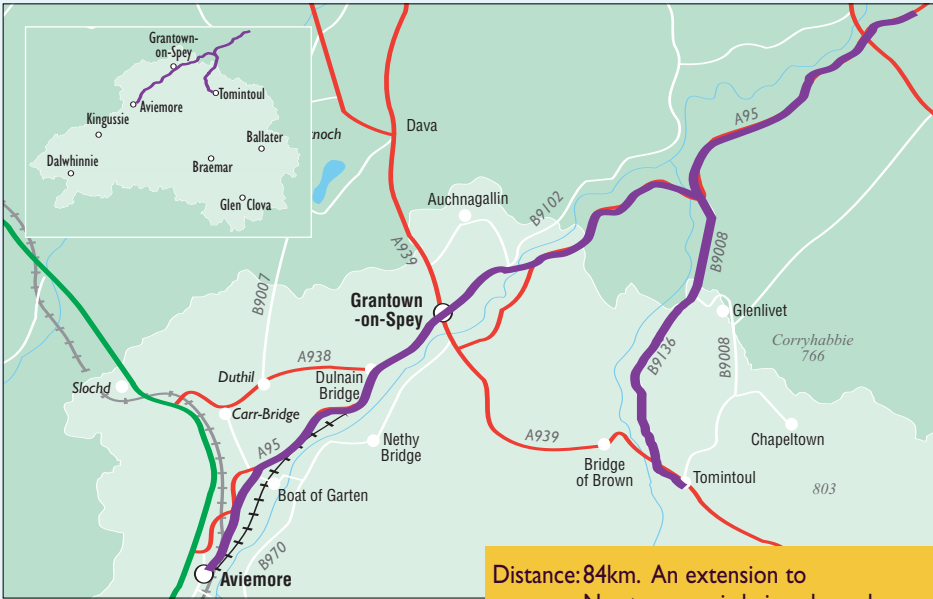 Grantown-
on-Spey
Tomintoul
Aviemore
Kingussie
Ballater
Dalwhinnie
Braemar
Glen Clova
noch
Dava
A95
Auchnagallin
B9102
A939
B9008
B9007
Grantown
-on-Spey
Glenlivet
Corryhabbie
766
B9136
B9008
A938
Slochd
Duthil
Dulnain
Bridge
Carr-Bridge
A95
Nethy
Bridge
A939
Bridge
of Brown
Chapeltown
Tomintoul
803
Boat of Garten
B970
Aviemore
Distance: 84km. An extension to